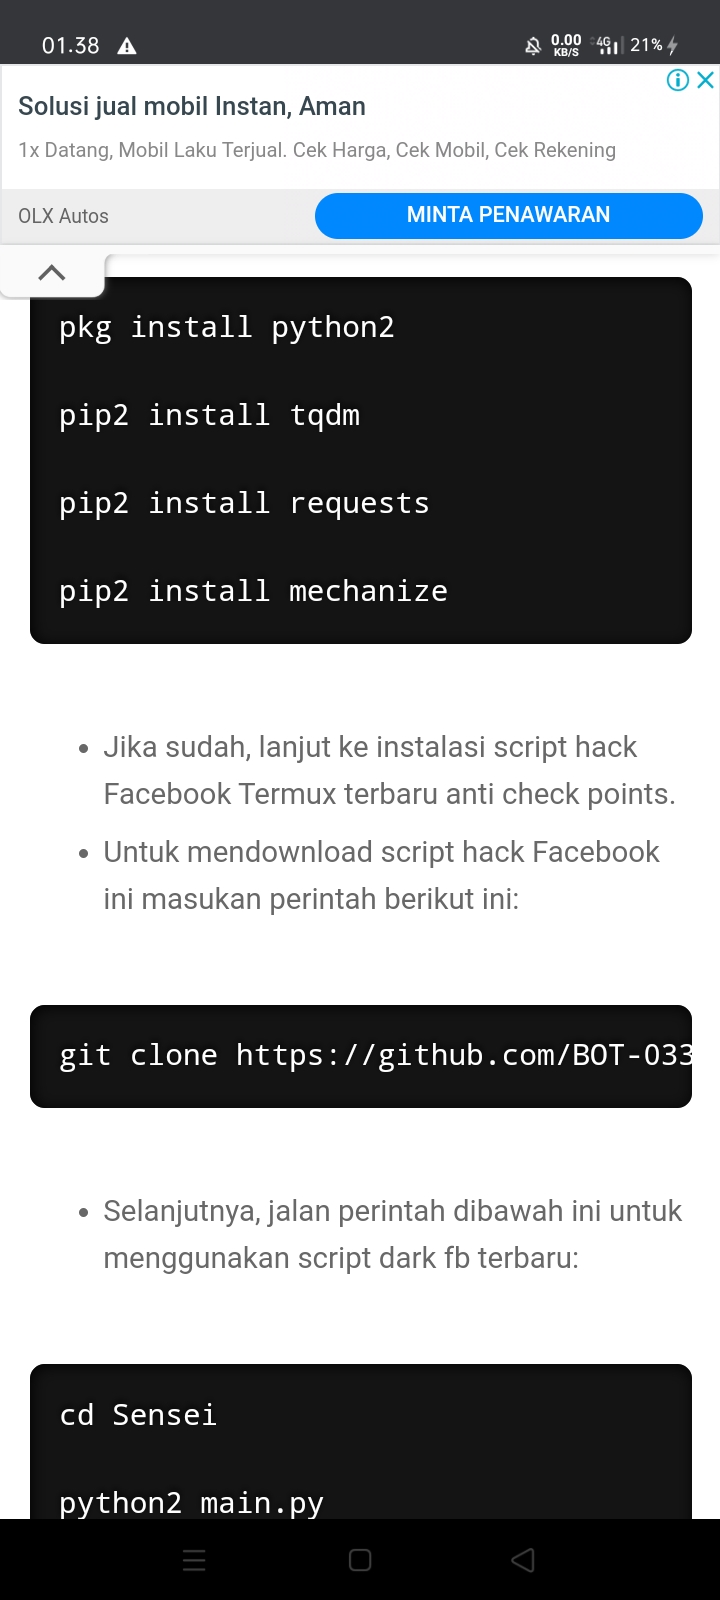 01.38
0.00
KB/S
4G
21%
Solusi jual mobil Instan, Aman
1x Datang, Mobil Laku Terjual. Cek Harga, Cek Mobil, Cek Rekening
OLX Autos
MINTA PENAWARAN
pkg install python2
pip2 install tqdm
pip2 install requests
pip2 install mechanize
• Jika sudah, lanjut ke instalasi script hack
Facebook Termux terbaru anti check points.
• Untuk mendownload script hack Facebook
ini masukan perintah berikut ini:
git clone https://github.com/BOT-033
• Selanjutnya, jalan perintah dibawah ini untuk
menggunakan script dark fb terbaru:
cd Sensei
python2 main.py